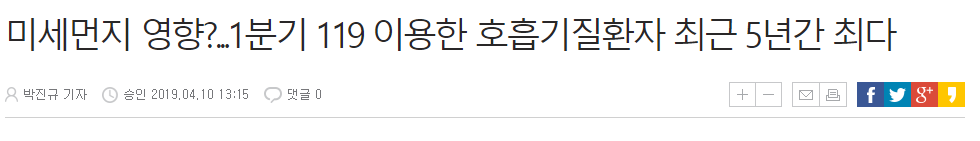 미세먼지 영향?...1분기 119 이용한 호흡기질환자 최근 5년간 최다
박진규 기자 승인 2019.04.10 13:15 댓글 0